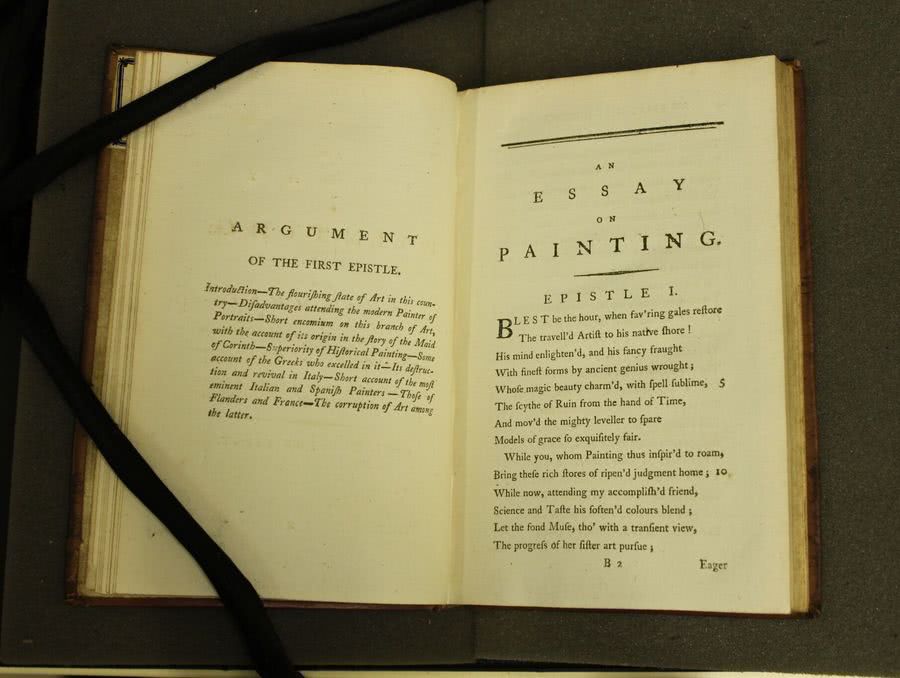 ARGUMENT
OF THE FIRST EPISTLE.
Introduction—The flouriſhing ſtate of Art in this coun-
try—Diſadvantages attending the modern Painter of
Portraits—Short encomium on this branch of Art,
with the account of its origin in the ſtory of the Maid
of Corinth—Superiority of Hiſtorical Painting—Some
account of the Greeks who excelled in it—Its deſtruc-
tion and revival in Italy—Short account of the moſt
eminent Italian and Spaniſh Painters—Thoſe of
Flanders and France—The corruption of Art among
the latter.
AN
ESSAY
ON
PAINTING.
EPISTLE I.
BLEST be the hour, when fav'ring gales reſtore
The travell'd Artiſt to his native ſhore!
His mind enlighten'd, and his fancy fraught
With fineſt forms by ancient genius wrought;
Whoſe magic beauty charm'd, with ſpell ſublime, 5
The ſcythe of Ruin from the hand of Time,
And mov'd the mighty leveller to ſpare
Models of grace ſo exquiſitely fair.
While you, whom Painting thus inſpir'd to roam,
Bring theſe rich ſtores of ripen'd judgment home; 10
While now, attending my accompliſh'd friend,
Science and Taſte his ſoften'd colours blend;
Let the fond Muſe, tho' with a tranſient view,
The progreſs of her ſiſter art purſue;
B 2 Eager